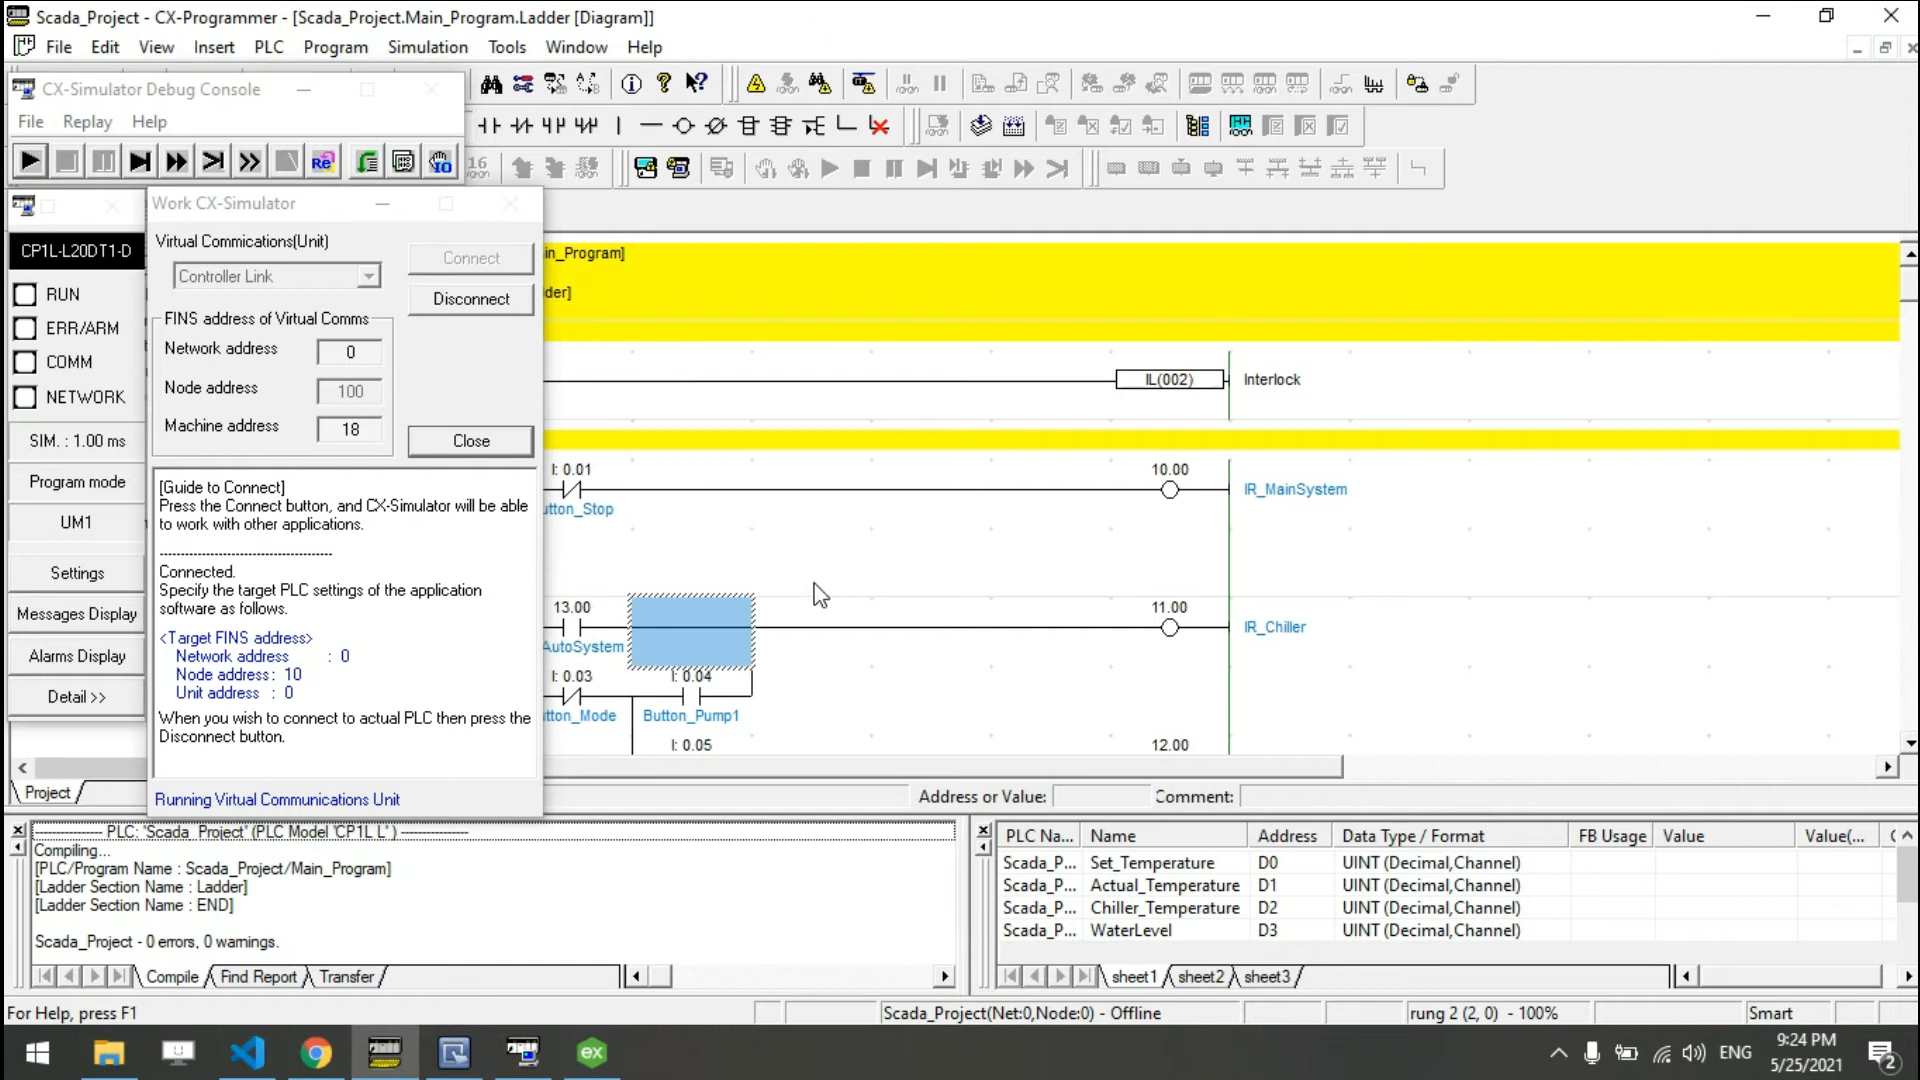 Scada_Project - CX-Programmer - [Scada_Project.Main_Program.Ladder [Diagram]]
File Edit View Insert PLC Program Simulation Tools Window Help
CX-Simulator Debug Console
File Replay Help
Re
TO
16
Work CX-Simulator
CP1L-L20DT1-D
RUN
ERR/ARM
COMM
NETWORK
SIM. : 1.00 ms
Program mode
UM1
Settings
Messages Display
Alarms Display
Detail >>
Project
Virtual Commications(Unit)
Controller Link
Connect
Disconnect
FINS address of Virtual Comms
Network address 0
Node address 100
Machine address 18
Close
[Guide to Connect]
Press the Connect button, and CX-Simulator will be able
to work with other applications.
----------------------------------------
Connected.
Specify the target PLC settings of the application
software as follows.
<Target FINS address>
Network address : 0
Node address : 10
Unit address : 0
When you wish to connect to actual PLC then press the
Disconnect button.
Running Virtual Communications Unit
in_Program]
der]
IL(002) Interlock
I: 0.01 10.00
IR_MainSystem
utton_Stop
13.00 11.00
IR_Chiller
AutoSystem
I: 0.03 I: 0.04
utton_Mode Button_Pump1
I: 0.05 12.00
Address or Value: Comment:
---------------- PLC: 'Scada_Project' (PLC Model 'CP1L L' ) ----------------
Compiling...
[PLC/Program Name : Scada_Project/Main_Program]
[Ladder Section Name : Ladder]
[Ladder Section Name : END]
Scada_Project - 0 errors, 0 warnings.
Compile Find Report Transfer
PLC Na... Name Address Data Type / Format FB Usage Value Value(...
Scada_P... Set_Temperature D0 UINT (Decimal,Channel)
Scada_P... Actual_Temperature D1 UINT (Decimal,Channel)
Scada_P... Chiller_Temperature D2 UINT (Decimal,Channel)
Scada_P... WaterLevel D3 UINT (Decimal,Channel)
sheet1 sheet2 sheet3
For Help, press F1 Scada_Project(Net:0,Node:0) - Offline rung 2 (2, 0) - 100% Smart
ex
ENG
9:24 PM
5/25/2021
2